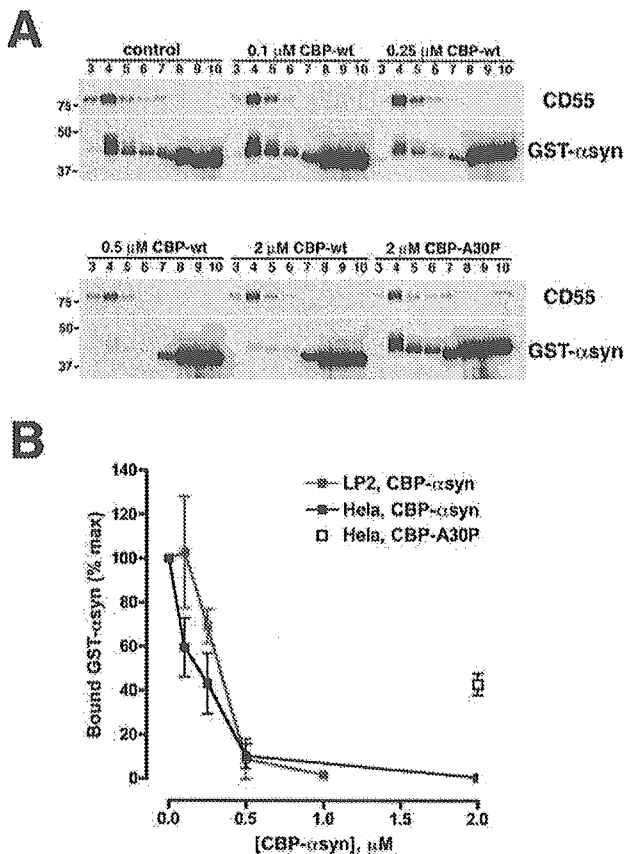 A
control 0.1 μM CBP-wt 0.25 μM CBP-wt
3 4 5 6 7 8 9 10 3 4 5 6 7 8 9 10 3 4 5 6 7 8 9 10
75- CD55
50-
GST-αsyn
37-
0.5 μM CBP-wt 2 μM CBP-wt 2 μM CBP-A30P
3 4 5 6 7 8 9 10 3 4 5 6 7 8 9 10 3 4 5 6 7 8 9 10
75- CD55
50-
GST-αsyn
37-
B
Bound GST-αsyn (% max)
140
120
100
80
60
40
20
0
LP2, CBP-αsyn
Hela, CBP-αsyn
Hela, CBP-A30P
0.0 0.5 1.0 1.5 2.0
[CBP-αsyn], μM